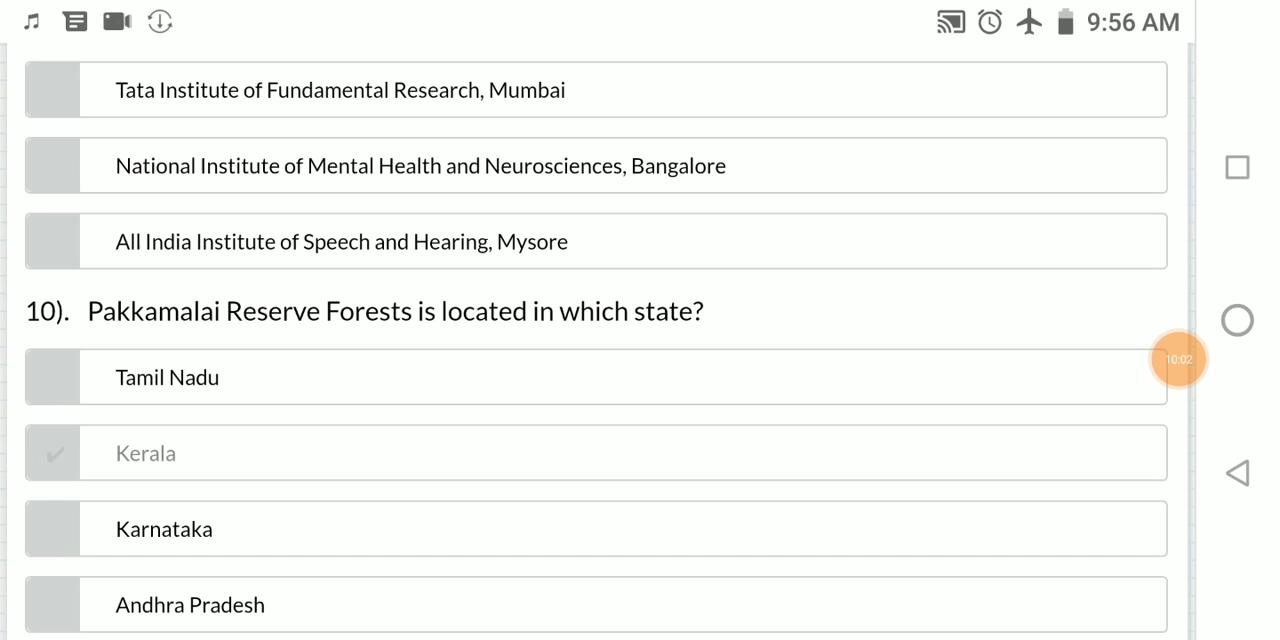 9:56 AM
Tata Institute of Fundamental Research, Mumbai
National Institute of Mental Health and Neurosciences, Bangalore
All India Institute of Speech and Hearing, Mysore
10). Pakkamalai Reserve Forests is located in which state?
10:02
Tamil Nadu
Kerala
Karnataka
Andhra Pradesh